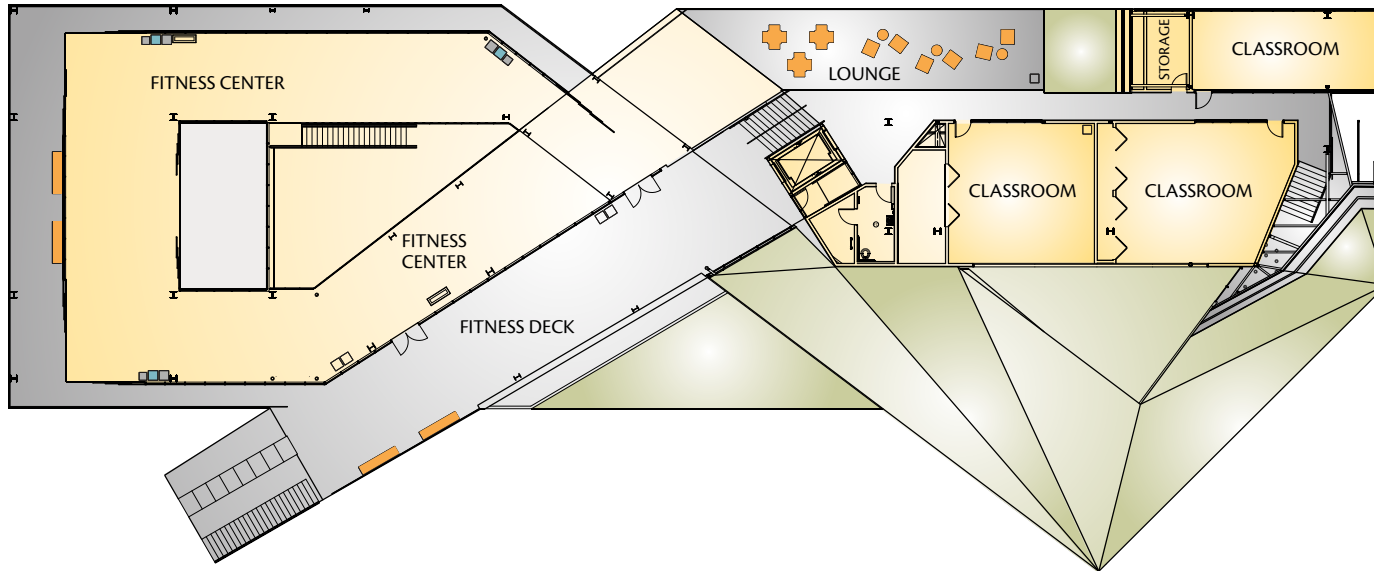 FITNESS CENTER
LOUNGE
STORAGE
CLASSROOM
CLASSROOM
CLASSROOM
FITNESS
CENTER
FITNESS DECK